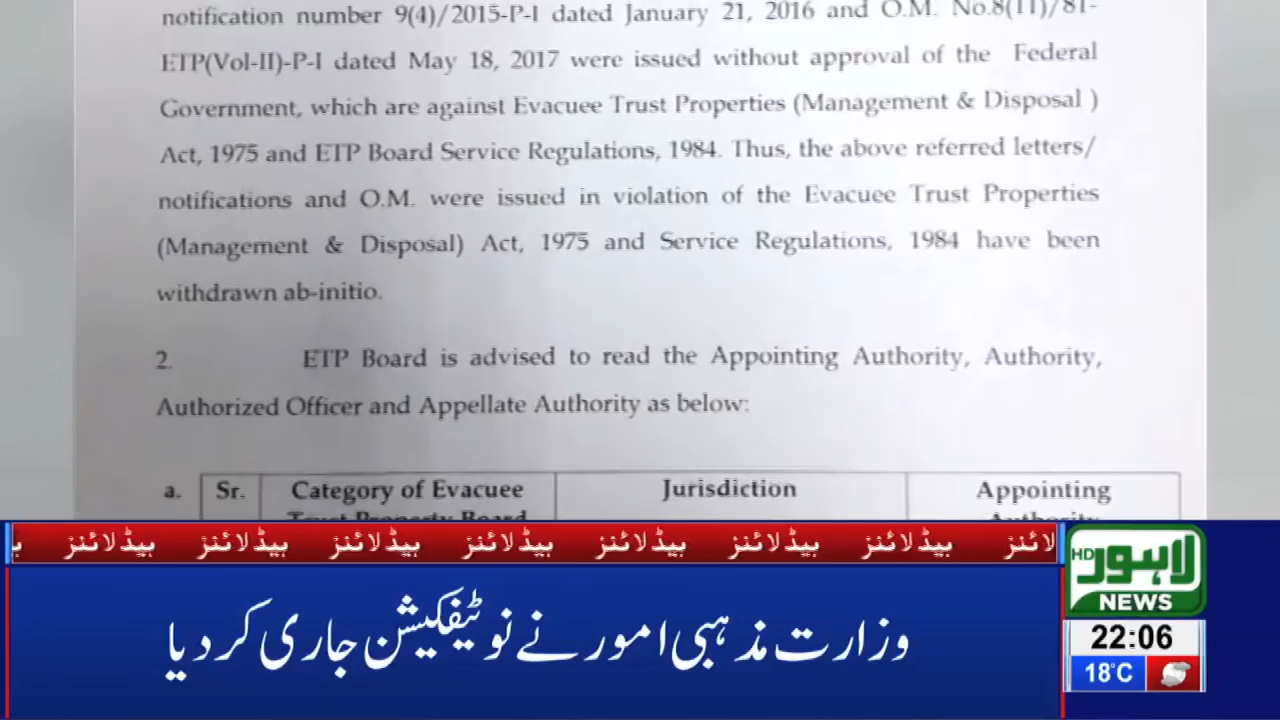 notification number 9(4)/2015-P-I dated January 21, 2016 and O.M. No.8(11)/81-
ETP(Vol-II)-P-I dated May 18, 2017 were issued without approval of the Federal
Government, which are against Evacuee Trust Properties (Management & Disposal )
Act, 1975 and ETP Board Service Regulations, 1984. Thus, the above referred letters/
notifications and O.M. were issued in violation of the Evacuee Trust Properties
(Management & Disposal) Act, 1975 and Service Regulations, 1984 have been
withdrawn ab-initio.
2. ETP Board is advised to read the Appointing Authority, Authority,
Authorized Officer and Appellate Authority as below:
a. Sr. Category of Evacuee Jurisdiction Appointing
Trust Property Board Authority
ہیڈلائنز ہیڈلائنز ہیڈلائنز ہیڈلائنز ہیڈلائنز ہیڈلائنز ہیڈلائنز
لاہور HD
NEWS
وزارت مذہبی امور نے نوٹیفکیشن جاری کر دیا
22:06
18°C